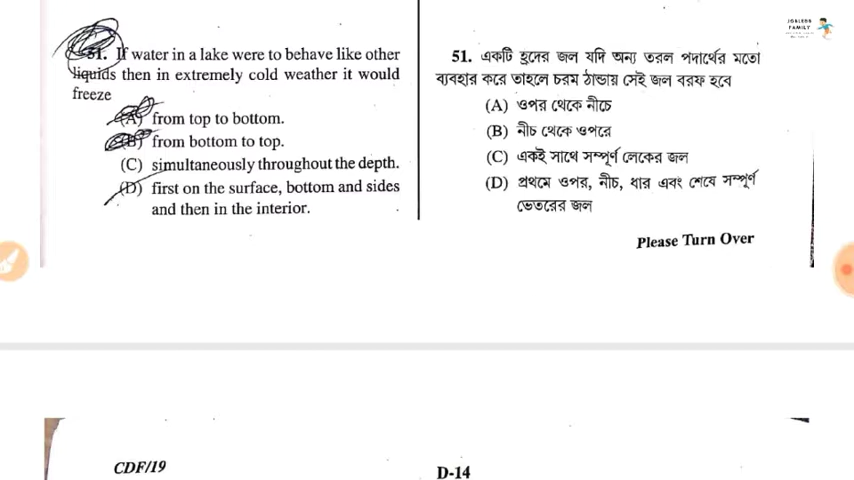 JOBLESS
FAMILY
51. If water in a lake were to behave like other
liquids then in extremely cold weather it would
freeze
(A) from top to bottom.
(B) from bottom to top.
(C) simultaneously throughout the depth.
(D) first on the surface, bottom and sides
and then in the interior.
51. একটি হ্রদের জল যদি অন্য তরল পদার্থের মতো
ব্যবহার করে তাহলে চরম ঠান্ডায় সেই জল বরফ হবে
(A) ওপর থেকে নীচে
(B) নীচ থেকে ওপরে
(C) একই সাথে সম্পূর্ণ লেকের জল
(D) প্রথমে ওপর, নীচ, ধার এবং শেষে সম্পূর্ণ
ভেতরের জল
Please Turn Over
CDF/19
D-14